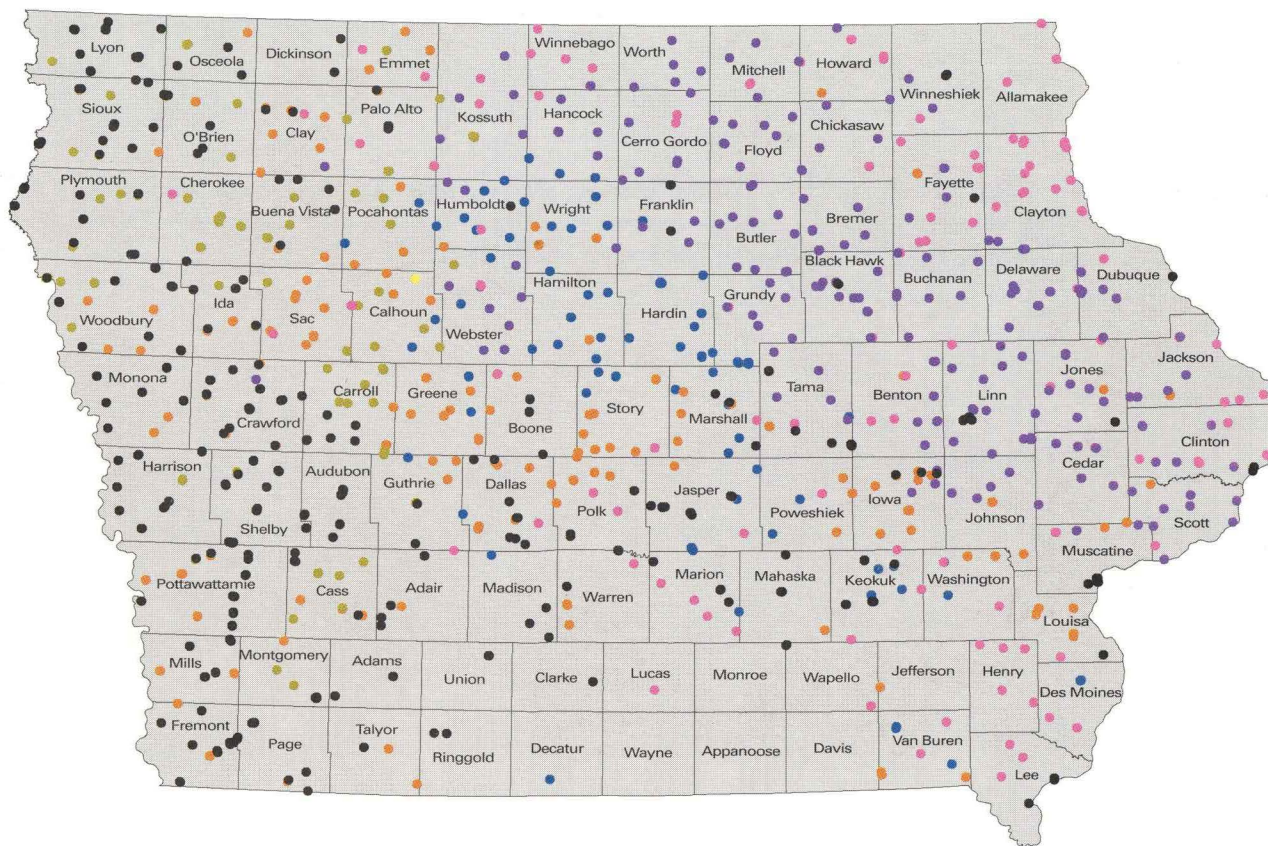 Lyon
Osceola
Dickinson
Emmet
Winnebago
Worth
Mitchell
Howard
Winneshiek
Allamakee
Sioux
O'Brien
Clay
Palo Alto
Kossuth
Hancock
Cerro Gordo
Floyd
Chickasaw
Plymouth
Cherokee
Buena Vista
Pocahontas
Humboldt
Wright
Franklin
Butler
Bremer
Fayette
Clayton
Woodbury
Ida
Sac
Calhoun
Webster
Hamilton
Hardin
Grundy
Black Hawk
Buchanan
Delaware
Dubuque
Monona
Crawford
Carroll
Greene
Boone
Story
Marshall
Tama
Benton
Linn
Jones
Jackson
Harrison
Shelby
Audubon
Guthrie
Dallas
Polk
Jasper
Poweshiek
Iowa
Johnson
Cedar
Clinton
Scott
Muscatine
Pottawattamie
Cass
Adair
Madison
Warren
Marion
Mahaska
Keokuk
Washington
Louisa
Mills
Montgomery
Adams
Union
Clarke
Lucas
Monroe
Wapello
Jefferson
Henry
Des Moines
Fremont
Page
Talyor
Ringgold
Decatur
Wayne
Appanoose
Davis
Van Buren
Lee